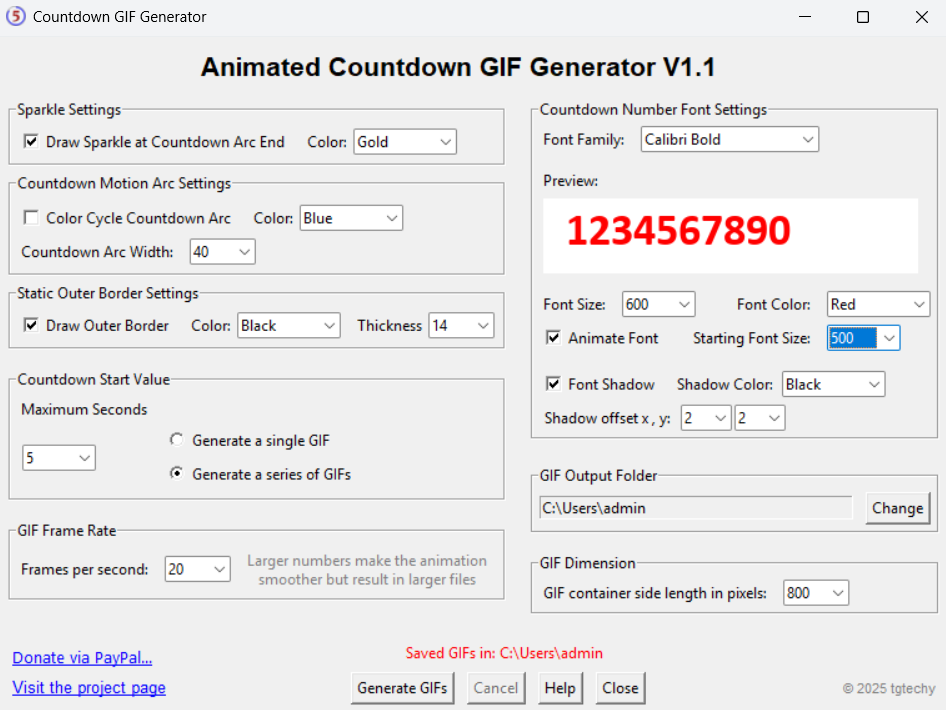 Countdown GIF Generator
Animated Countdown GIF Generator V1.1
Sparkle Settings
Draw Sparkle at Countdown Arc End Color: Gold
Countdown Motion Arc Settings
Color Cycle Countdown Arc Color: Blue
Countdown Arc Width: 40
Static Outer Border Settings
Draw Outer Border Color: Black Thickness 14
Countdown Start Value
Maximum Seconds
5
Generate a single GIF
Generate a series of GIFs
GIF Frame Rate
Frames per second: 20
Larger numbers make the animation
smoother but result in larger files
Countdown Number Font Settings
Font Family: Calibri Bold
Preview:
1234567890
Font Size: 600 Font Color: Red
Animate Font Starting Font Size: 500
Font Shadow Shadow Color: Black
Shadow offset x , y: 2 2
GIF Output Folder
C:\Users\admin Change
GIF Dimension
GIF container side length in pixels: 800
Donate via PayPal...
Visit the project page
Saved GIFs in: C:\Users\admin
Generate GIFs Cancel Help Close
© 2025 tgtechy